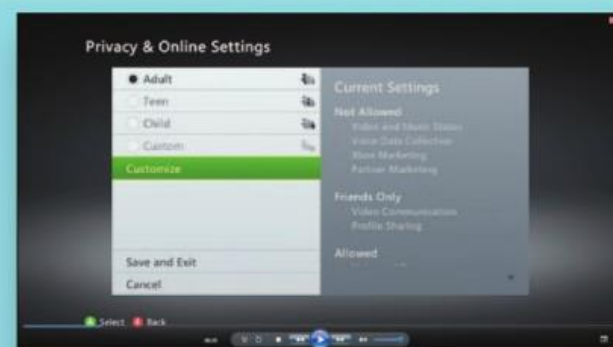 Privacy & Online Settings
Adult
Teen
Child
Custom
Customize
Save and Exit
Cancel
Current Settings
Not Allowed
Video and Music Status
Voice Data Collection
Xbox Marketing
Partner Marketing
Friends Only
Video Communication
Profile Sharing
Allowed
A Select B Back